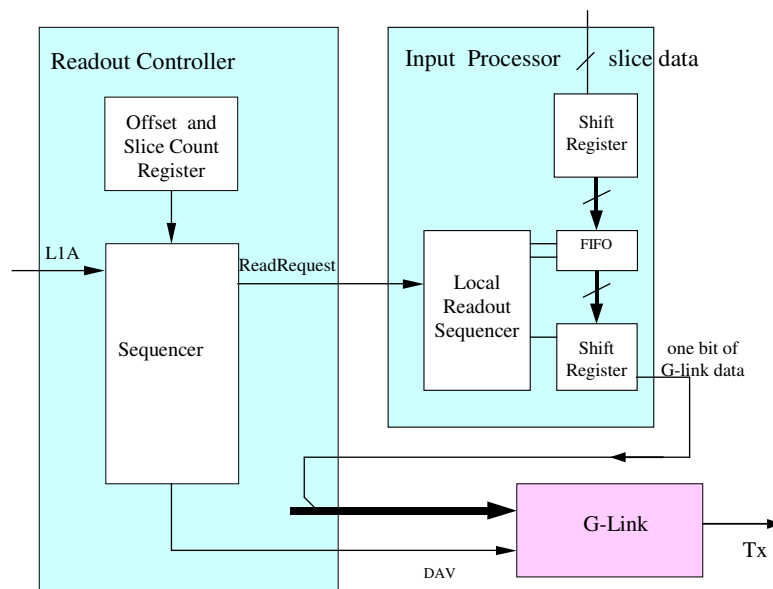 Readout Controller
Offset and
Slice Count
Register
L1A
Sequencer
ReadRequest
Input Processor
slice data
Shift
Register
FIFO
Local
Readout
Sequencer
Shift
Register
one bit of
G-link data
G-Link
Tx
DAV